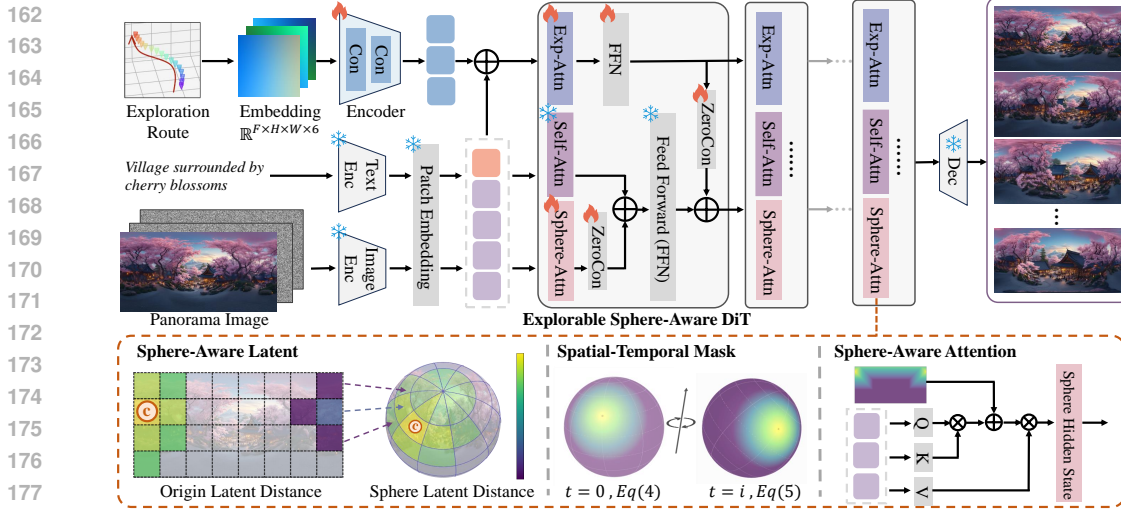 162
163
164
165
166
167
168
169
170
171
172
173
174
175
176
177
Exploration
Route
Embedding
ℝ^{F×H×W×6}
Con
Con
Encoder
Village surrounded by
cherry blossoms
Text
Enc
Image
Enc
Panorama Image
Patch Embedding
Exp-Attn
FFN
ZeroCon
Self-Attn
Sphere-Attn
ZeroCon
Feed Forward (FFN)
Explorable Sphere-Aware DiT
Exp-Attn
Self-Attn
......
Sphere-Attn
Exp-Attn
Self-Attn
......
Sphere-Attn
Dec
Sphere-Aware Latent
C
C
Origin Latent Distance
Sphere Latent Distance
Spatial-Temporal Mask
t = 0 , Eq(4)
t = i , Eq(5)
Sphere-Aware Attention
Q
K
V
Sphere Hidden
State